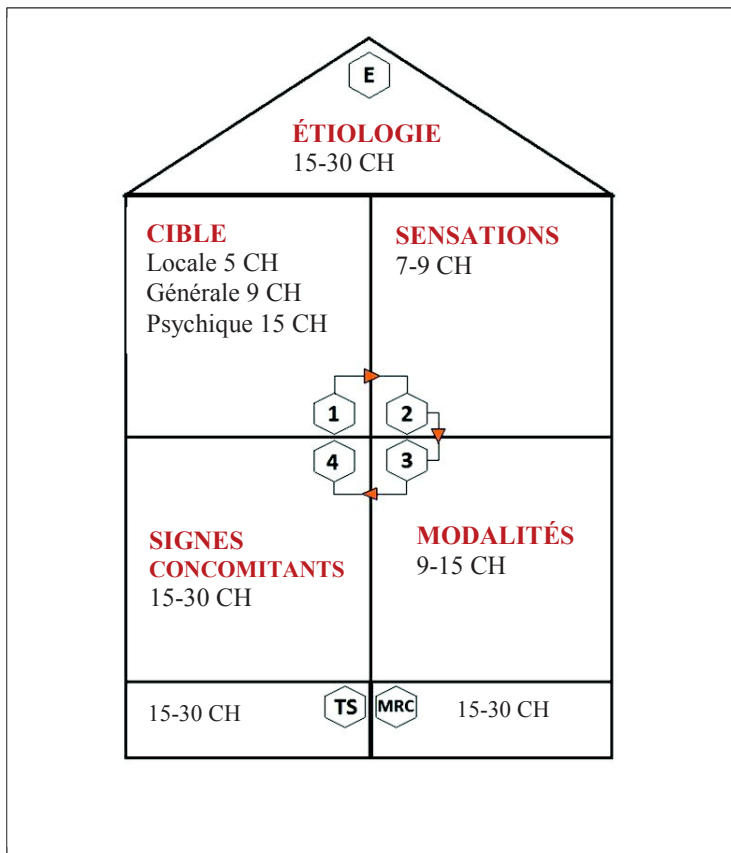 E
ÉTIOLOGIE
15-30 CH
CIBLE
Locale 5 CH
Générale 9 CH
Psychique 15 CH
SENSATIONS
7-9 CH
1
2
4
3
SIGNES
CONCOMITANTS
15-30 CH
MODALITÉS
9-15 CH
15-30 CH
TS
MRC
15-30 CH